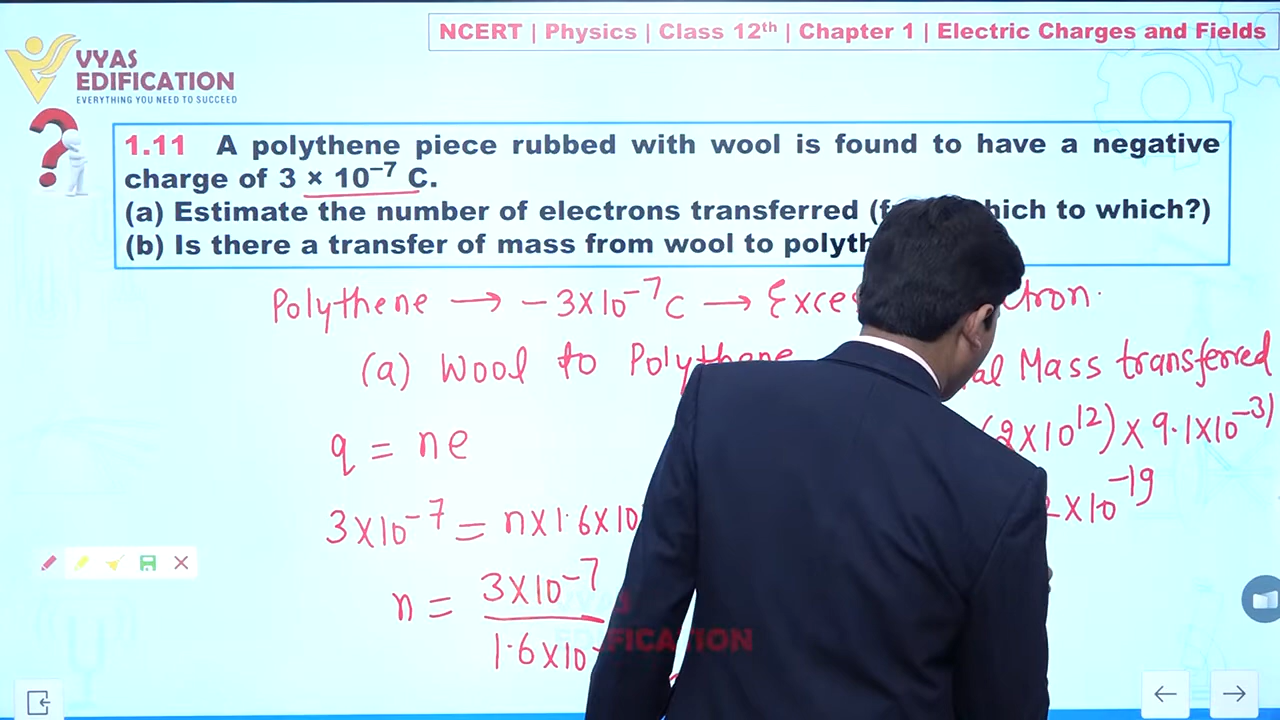 NCERT | Physics | Class 12th | Chapter 1 | Electric Charges and Fields
VYAS
EDIFICATION
EVERYTHING YOU NEED TO SUCCEED
1.11 A polythene piece rubbed with wool is found to have a negative
charge of 3 × 10⁻⁷ C.
(a) Estimate the number of electrons transferred (which to which?)
(b) Is there a transfer of mass from wool to
Polythene → -3×10⁻⁷C →
(a) Wool to Polythene
Mass transferred
q = ne
(2×10¹²) × 9.1×10⁻³¹
3×10⁻⁷ = n×1.6×10
×10⁻¹⁹
n = 3×10⁻⁷
1.6×10
EDIFICATION